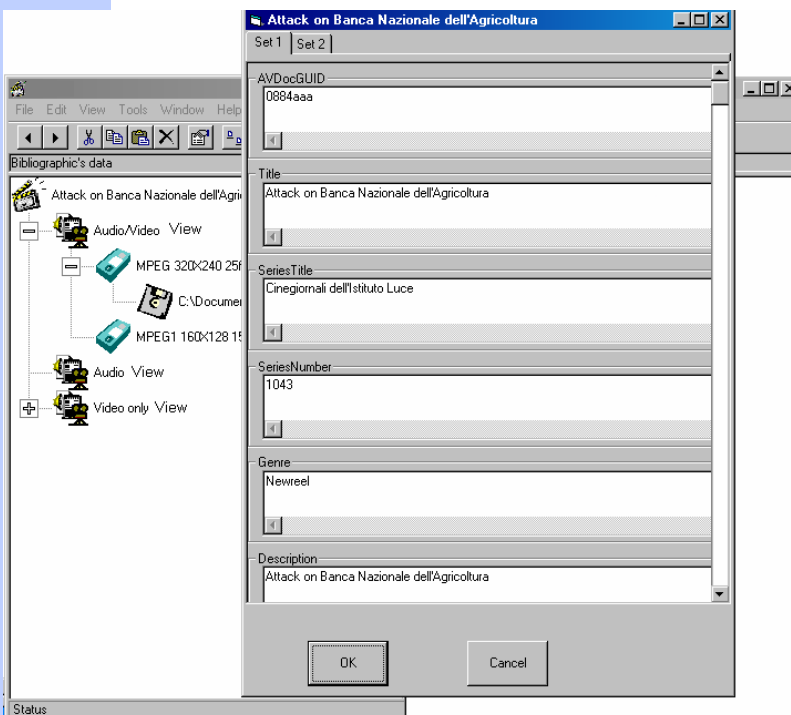 Attack on Banca Nazionale dell'Agricoltura
Set 1 Set 2
AVDocGUID
0884aaa
Title
Attack on Banca Nazionale dell'Agricoltura
SeriesTitle
Cinegiornali dell'Istituto Luce
SeriesNumber
1043
Genre
Newreel
Description
Attack on Banca Nazionale dell'Agricoltura
OK Cancel
File Edit View Tools Window Help
Bibliographic's data
Attack on Banca Nazionale dell'Agri
Audio/Video View
MPEG 320X240 25f
C:\Docume
MPEG1 160X128 15
Audio View
Video only View
Status